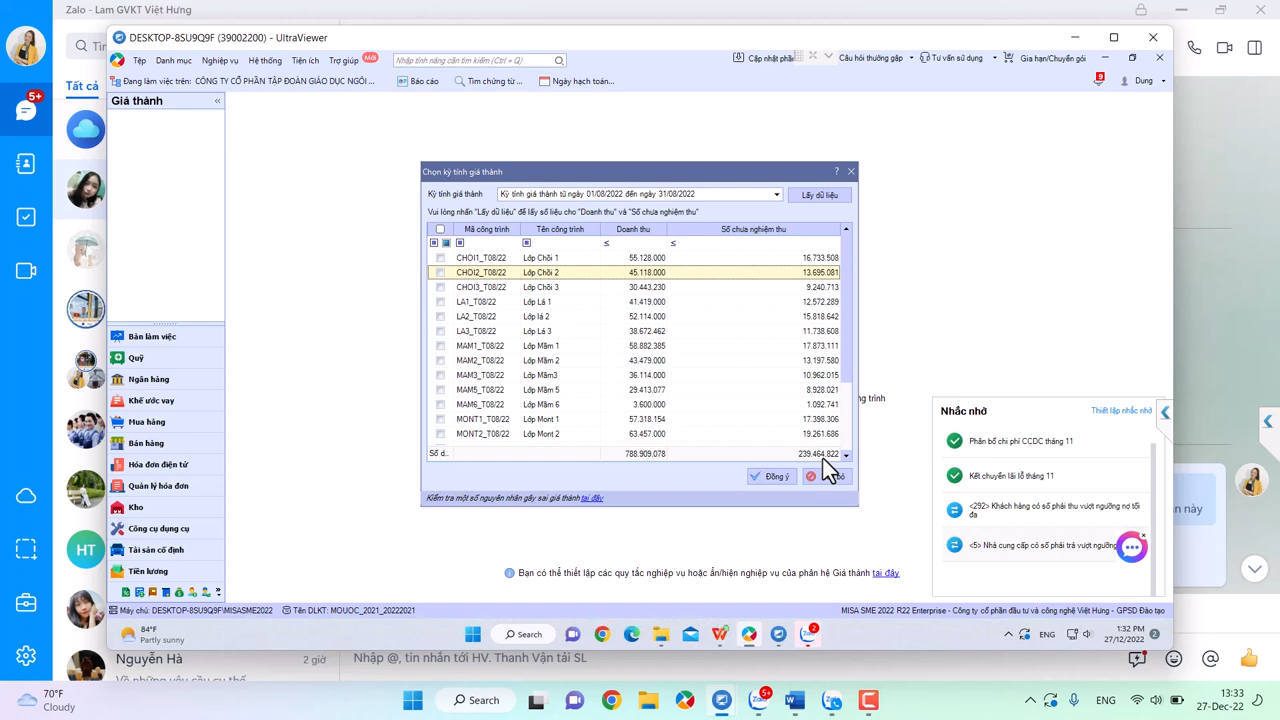 Zalo - Lam GVKT Việt Hưng
DESKTOP-8SU9Q9F (39002200) - UltraViewer
5+
Tất cả
Tệp Danh mục Nghiệp vụ Hệ thống Tiện ích Trợ giúp Mới
Nhập tính năng cần tìm kiếm (Ctrl + Q)
Cập nhật phần Câu hỏi thường gặp Tư vấn sử dụng Gia hạn/Chuyển gói
Đang làm việc trên: CÔNG TY CỔ PHẦN TẬP ĐOÀN GIÁO DỤC NGÔI ... Báo cáo Tìm chứng từ... Ngày hạch toán... 9 Dung
Giá thành
Chọn kỳ tính giá thành
Kỳ tính giá thành Kỳ tính giá thành từ ngày 01/08/2022 đến ngày 31/08/2022 Lấy dữ liệu
Vui lòng nhấn "Lấy dữ liệu" để lấy số liệu cho "Doanh thu" và "Số chưa nghiệm thu"
Mã công trình Tên công trình Doanh thu Số chưa nghiệm thu
≤ ≤
CHOI1_T08/22 Lớp Chồi 1 55.128.000 16.733.508
CHOI2_T08/22 Lớp Chồi 2 45.118.000 13.695.081
CHOI3_T08/22 Lớp Chồi 3 30.443.230 9.240.713
LA1_T08/22 Lớp Lá 1 41.419.000 12.572.289
LA2_T08/22 Lớp lá 2 52.114.000 15.818.642
LA3_T08/22 Lớp Lá 3 38.672.462 11.738.608
MAM1_T08/22 Lớp Mầm 1 58.882.385 17.873.111
MAM2_T08/22 Lớp Mầm 2 43.479.000 13.197.580
MAM3_T08/22 Lớp Mầm3 36.114.000 10.962.015
MAM5_T08/22 Lớp Mầm 5 29.413.077 8.928.021
MAM6_T08/22 Lớp Mầm 6 3.600.000 1.092.741
MONT1_T08/22 Lớp Mont 1 57.318.154 17.398.306
MONT2_T08/22 Lớp Mont 2 63.457.000 19.261.686
Số d... 788.909.078 239.464.822
Đồng ý
Kiểm tra một số nguyên nhân gây sai giá thành tại đây
ng trình
Bàn làm việc
Quỹ
Ngân hàng
Khế ước vay
Mua hàng
Bán hàng
Hóa đơn điện tử
Quản lý hóa đơn
Kho
Công cụ dụng cụ
Tài sản cố định
Tiền lương
Nhắc nhở Thiết lập nhắc nhở
Phân bổ chi phí CCDC tháng 11
Kết chuyển lãi lỗ tháng 11
<292> Khách hàng có số phải thu vượt ngưỡng nợ tối
đa
<5> Nhà cung cấp có số phải trả vượt ngưỡng
n này
HT
Bạn có thể thiết lập các quy tắc nghiệp vụ hoặc ẩn/hiện nghiệp vụ của phân hệ Giá thành tại đây
Máy chủ: DESKTOP-8SU9Q9F\MISASME2022 Tên DLKT: MOUOC_2021_20222021 MISA SME 2022 R22 Enterprise - Công ty cổ phần đầu tư và công nghệ Việt Hưng - GPSD Đào tạo
84°F
Partly sunny
Search
2
ENG
1:32 PM
27/12/2022
2
Nguyễn Hà 2 giờ
Nhập @, tin nhắn tới HV. Thanh Vận tải SL
70°F
Cloudy
Search
5+
ENG
13:33
27-Dec-22